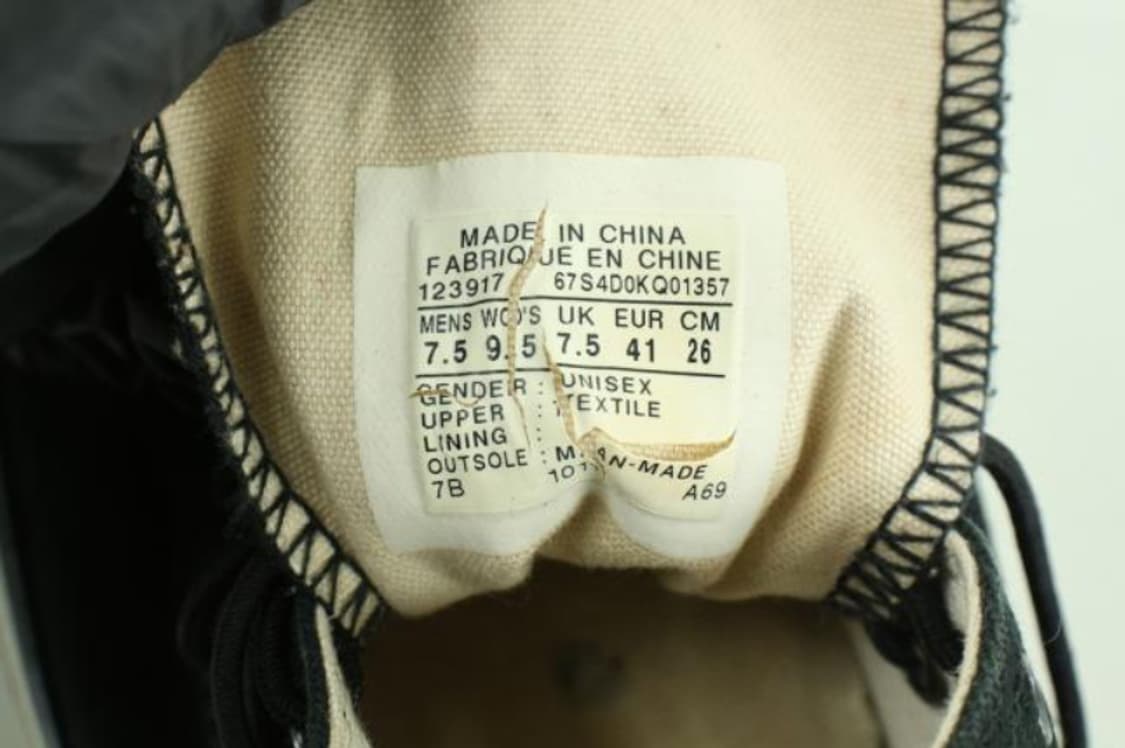 MADE IN CHINA
FABRIQUE EN CHINE
123917 67S4D0KQ01357
MENS WOO'S UK EUR CM
7.5 9.5 7.5 41 26
GENDER : UNISEX
UPPER : TEXTILE
LINING :
OUTSOLE : MAN-MADE
7B A69